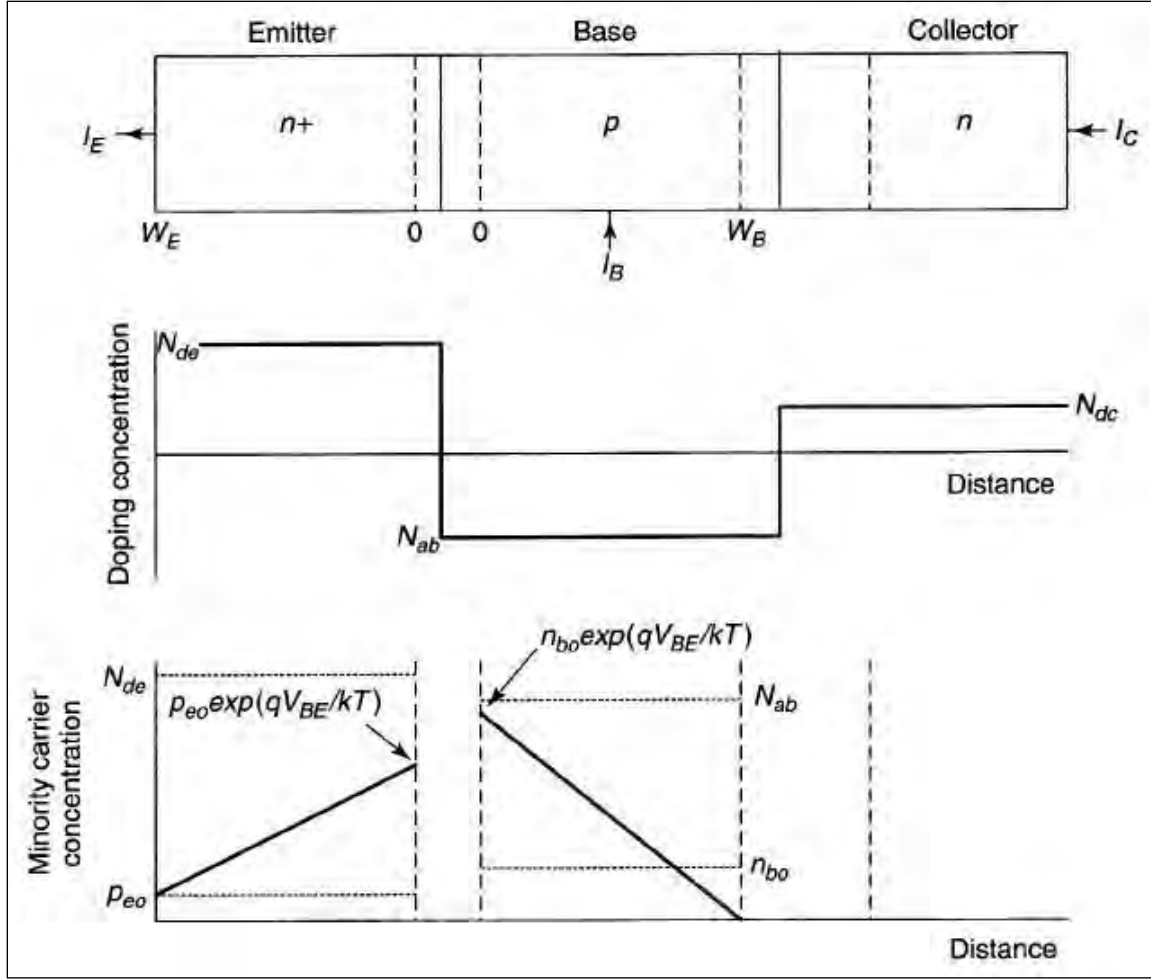 Emitter Base Collector
n+ p n
I_E I_C
W_E 0 0 W_B
I_B
Doping concentration
N_de
N_dc
Distance
N_ab
Minority carrier
concentration
n_bo exp(qV_BE/kT)
N_de
N_ab
p_eo exp(qV_BE/kT)
n_bo
p_eo
Distance